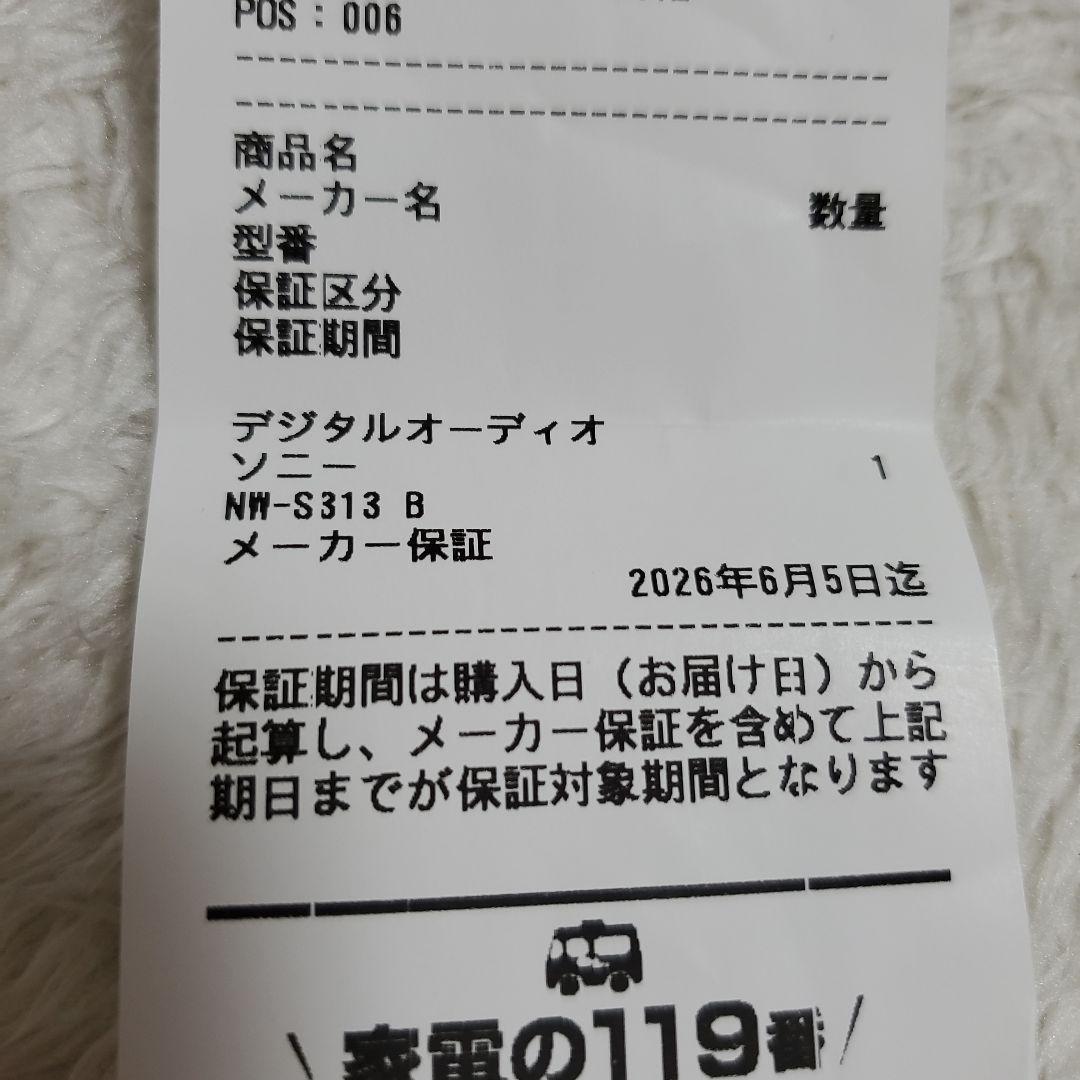 POS : 006
商品名
メーカー名 数量
型番
保証区分
保証期間
デジタルオーディオ
ソニー 1
NW-S313 B
メーカー保証
2026年6月5日迄
保証期間は購入日（お届け日）から
起算し、メーカー保証を含めて上記
期日までが保証対象期間となります
\ 家電の119番 /